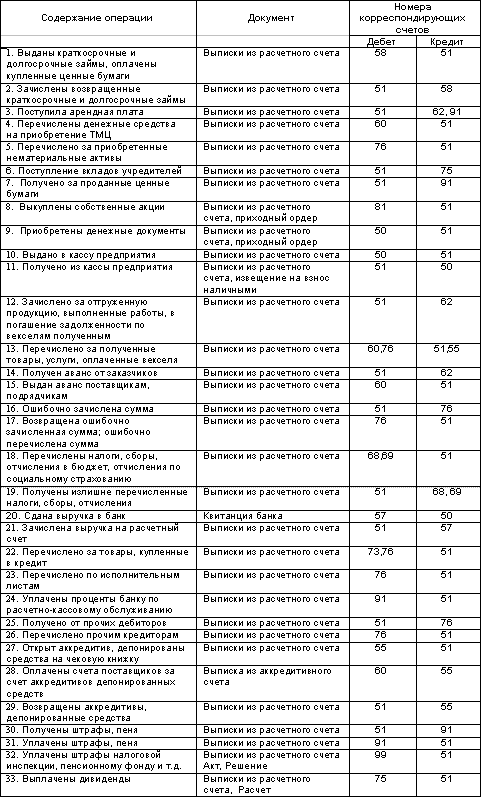 Содержание операции
Документ
Номера
корреспондирующих
счетов
Дебет Кредит
1. Выданы краткосрочные и
долгосрочные займы, оплачены
купленные ценные бумаги
Выписки из расчетного счета 58 51
2. Зачислены возвращенные
краткосрочные и долгосрочные займы
Выписки из расчетного счета 51 58
3. Поступила арендная плата Выписки из расчетного счета 51 62, 91
4. Перечислены денежные средства
на приобретение ТМЦ
Выписки из расчетного счета 60 51
5. Перечислено за приобретенные
нематериальные активы
Выписки из расчетного счета 76 51
6. Поступление вкладов учредителей Выписки из расчетного счета 51 75
7. Получено за проданные ценные
бумаги
Выписки из расчетного счета 51 91
8. Выкуплены собственные акции Выписки из расчетного
счета, приходный ордер
81 51
9. Приобретены денежные документы Выписки из расчетного
счета, приходный ордер
50 51
10. Выдано в кассу предприятия Выписки из расчетного счета 50 51
11. Получено из кассы предприятия Выписки из расчетного
счета, извещение на взнос
наличными
51 50
12. Зачислено за отгруженную
продукцию, выполненные работы, в
погашение задолженности по
векселям полученным
Выписки из расчетного счета 51 62
13. Перечислено за полученные
товары, услуги, оплаченные векселя
Выписки из расчетного счета 60,76 51,55
14. Получен аванс от заказчиков Выписки из расчетного счета 51 62
15. Выдан аванс поставщикам,
подрядчикам
Выписки из расчетного счета 60 51
16. Ошибочно зачислена сумма Выписки из расчетного счета 51 76
17. Возвращена ошибочно
зачисленная сумма; ошибочно
перечислена сумма
Выписки из расчетного счета 76 51
18. Перечислены налоги, сборы,
отчисления в бюджет, отчисления по
социальному страхованию
Выписки из расчетного счета 68,69 51
19. Получены излишне перечисленные
налоги, сборы, отчисления
Выписки из расчетного счета 51 68, 69
20. Сдана выручка в банк Квитанция банка 57 50
21. Зачислена выручка на расчетный
счет
Выписки из расчетного счета 51 57
22. Перечислено за товары, купленные
в кредит
Выписки из расчетного счета 73,76 51
23. Перечислено по исполнительным
листам
Выписки из расчетного счета 76 51
24. Уплачены проценты банку по
расчетно-кассовому обслуживанию
Выписки из расчетного счета 91 51
25. Получено от прочих дебиторов Выписки из расчетного счета 51 76
26. Перечислено прочим кредиторам Выписки из расчетного счета 76 51
27. Открыт аккредитив, депонированы
средства на чековую книжку
Выписки из расчетного счета 55 51
28. Оплачены счета поставщиков за
счет аккредитивов депонированных
средств
Выписка из аккредитивного
счета
60 55
29. Возвращены аккредитивы,
депонированные средства
Выписки из расчетного счета 51 55
30. Получены штрафы, пеня Выписки из расчетного счета 51 91
31. Уплачены штрафы, пеня Выписки из расчетного счета 91 51
32. Уплачены штрафы налоговой
инспекции, пенсионному фонду и т.д.
Выписки из расчетного счета
Акт, Решение
99 51
33. Выплачены дивиденды Выписки из расчетного
счета, Расчет
75 51